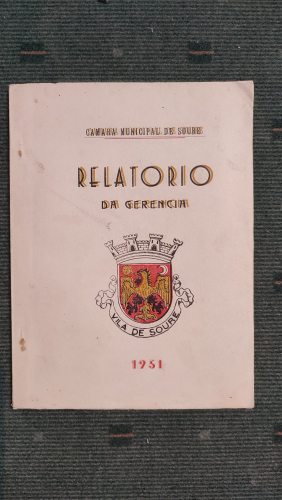 CAMARA MUNICIPAL DE SOURE
RELATORIO
DA GERENCIA
VILA DE SOURE
1951